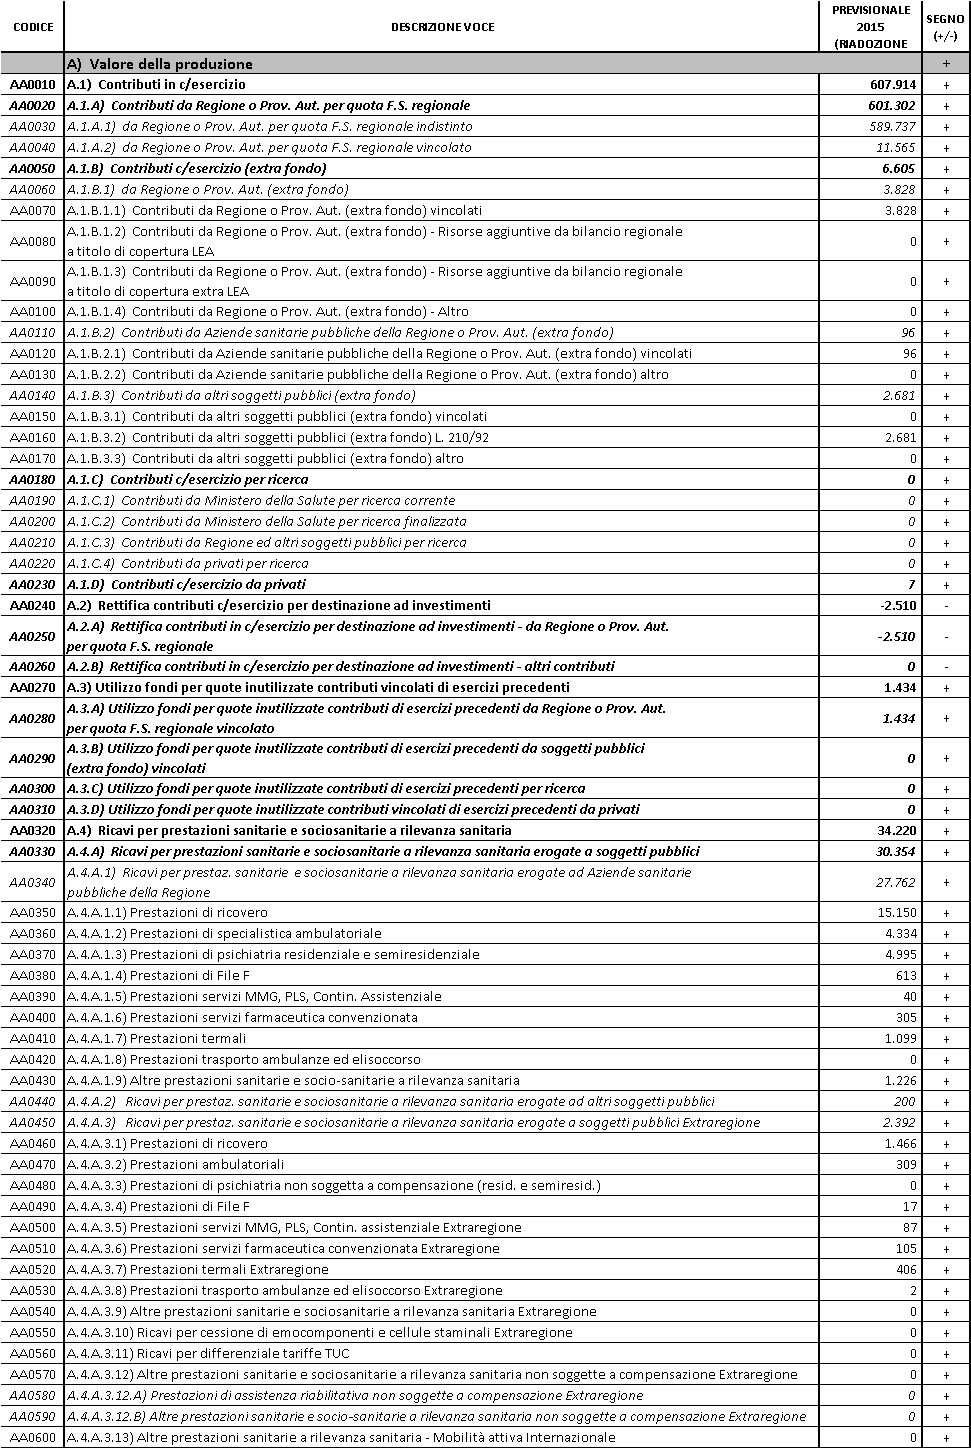 CODICE DESCRIZIONE VOCE PREVISIONALE 2015 (RIADOZIONE SEGNO (+/-)
A) Valore della produzione +
AA0010 A.1) Contributi in c/esercizio 607.914 +
AA0020 A.1.A) Contributi da Regione o Prov. Aut. per quota F.S. regionale 601.302 +
AA0030 A.1.A.1) da Regione o Prov. Aut. per quota F.S. regionale indistinto 589.737 +
AA0040 A.1.A.2) da Regione o Prov. Aut. per quota F.S. regionale vincolato 11.565 +
AA0050 A.1.B) Contributi c/esercizio (extra fondo) 6.605 +
AA0060 A.1.B.1) da Regione o Prov. Aut. (extra fondo) 3.828 +
AA0070 A.1.B.1.1) Contributi da Regione o Prov. Aut. (extra fondo) vincolati 3.828 +
AA0080 A.1.B.1.2) Contributi da Regione o Prov. Aut. (extra fondo) - Risorse aggiuntive da bilancio regionale
a titolo di copertura LEA 0 +
AA0090 A.1.B.1.3) Contributi da Regione o Prov. Aut. (extra fondo) - Risorse aggiuntive da bilancio regionale
a titolo di copertura extra LEA 0 +
AA0100 A.1.B.1.4) Contributi da Regione o Prov. Aut. (extra fondo) - Altro 0 +
AA0110 A.1.B.2) Contributi da Aziende sanitarie pubbliche della Regione o Prov. Aut. (extra fondo) 96 +
AA0120 A.1.B.2.1) Contributi da Aziende sanitarie pubbliche della Regione o Prov. Aut. (extra fondo) vincolati 96 +
AA0130 A.1.B.2.2) Contributi da Aziende sanitarie pubbliche della Regione o Prov. Aut. (extra fondo) altro 0 +
AA0140 A.1.B.3) Contributi da altri soggetti pubblici (extra fondo) 2.681 +
AA0150 A.1.B.3.1) Contributi da altri soggetti pubblici (extra fondo) vincolati 0 +
AA0160 A.1.B.3.2) Contributi da altri soggetti pubblici (extra fondo) L. 210/92 2.681 +
AA0170 A.1.B.3.3) Contributi da altri soggetti pubblici (extra fondo) altro 0 +
AA0180 A.1.C) Contributi c/esercizio per ricerca 0 +
AA0190 A.1.C.1) Contributi da Ministero della Salute per ricerca corrente 0 +
AA0200 A.1.C.2) Contributi da Ministero della Salute per ricerca finalizzata 0 +
AA0210 A.1.C.3) Contributi da Regione ed altri soggetti pubblici per ricerca 0 +
AA0220 A.1.C.4) Contributi da privati per ricerca 0 +
AA0230 A.1.D) Contributi c/esercizio da privati 7 +
AA0240 A.2) Rettifica contributi c/esercizio per destinazione ad investimenti -2.510 -
AA0250 A.2.A) Rettifica contributi in c/esercizio per destinazione ad investimenti - da Regione o Prov. Aut.
per quota F.S. regionale -2.510 -
AA0260 A.2.B) Rettifica contributi in c/esercizio per destinazione ad investimenti - altri contributi 0 -
AA0270 A.3) Utilizzo fondi per quote inutilizzate contributi vincolati di esercizi precedenti 1.434 +
AA0280 A.3.A) Utilizzo fondi per quote inutilizzate contributi di esercizi precedenti da Regione o Prov. Aut.
per quota F.S. regionale vincolato 1.434 +
AA0290 A.3.B) Utilizzo fondi per quote inutilizzate contributi di esercizi precedenti da soggetti pubblici
(extra fondo) vincolati 0 +
AA0300 A.3.C) Utilizzo fondi per quote inutilizzate contributi di esercizi precedenti per ricerca 0 +
AA0310 A.3.D) Utilizzo fondi per quote inutilizzate contributi vincolati di esercizi precedenti da privati 0 +
AA0320 A.4) Ricavi per prestazioni sanitarie e sociosanitarie a rilevanza sanitaria 34.220 +
AA0330 A.4.A) Ricavi per prestazioni sanitarie e sociosanitarie a rilevanza sanitaria erogate a soggetti pubblici 30.354 +
AA0340 A.4.A.1) Ricavi per prestaz. sanitarie e sociosanitarie a rilevanza sanitaria erogate ad Aziende sanitarie
pubbliche della Regione 27.762 +
AA0350 A.4.A.1.1) Prestazioni di ricovero 15.150 +
AA0360 A.4.A.1.2) Prestazioni di specialistica ambulatoriale 4.334 +
AA0370 A.4.A.1.3) Prestazioni di psichiatria residenziale e semiresidenziale 4.995 +
AA0380 A.4.A.1.4) Prestazioni di File F 613 +
AA0390 A.4.A.1.5) Prestazioni servizi MMG, PLS, Contin. Assistenziale 40 +
AA0400 A.4.A.1.6) Prestazioni servizi farmaceutica convenzionata 305 +
AA0410 A.4.A.1.7) Prestazioni termali 1.099 +
AA0420 A.4.A.1.8) Prestazioni trasporto ambulanze ed elisoccorso 0 +
AA0430 A.4.A.1.9) Altre prestazioni sanitarie e socio-sanitarie a rilevanza sanitaria 1.226 +
AA0440 A.4.A.2) Ricavi per prestaz. sanitarie e sociosanitarie a rilevanza sanitaria erogate ad altri soggetti pubblici 200 +
AA0450 A.4.A.3) Ricavi per prestaz. sanitarie e sociosanitarie a rilevanza sanitaria erogate a soggetti pubblici Extraregione 2.392 +
AA0460 A.4.A.3.1) Prestazioni di ricovero 1.466 +
AA0470 A.4.A.3.2) Prestazioni ambulatoriali 309 +
AA0480 A.4.A.3.3) Prestazioni di psichiatria non soggetta a compensazione (resid. e semiresid.) 0 +
AA0490 A.4.A.3.4) Prestazioni di File F 17 +
AA0500 A.4.A.3.5) Prestazioni servizi MMG, PLS, Contin. assistenziale Extraregione 87 +
AA0510 A.4.A.3.6) Prestazioni servizi farmaceutica convenzionata Extraregione 105 +
AA0520 A.4.A.3.7) Prestazioni termali Extraregione 406 +
AA0530 A.4.A.3.8) Prestazioni trasporto ambulanze ed elisoccorso Extraregione 2 +
AA0540 A.4.A.3.9) Altre prestazioni sanitarie e sociosanitarie a rilevanza sanitaria Extraregione 0 +
AA0550 A.4.A.3.10) Ricavi per cessione di emocomponenti e cellule staminali Extraregione 0 +
AA0560 A.4.A.3.11) Ricavi per differenziale tariffe TUC 0 +
AA0570 A.4.A.3.12) Altre prestazioni sanitarie e sociosanitarie a rilevanza sanitaria non soggette a compensazione Extraregione 0 +
AA0580 A.4.A.3.12.A) Prestazioni di assistenza riabilitativa non soggette a compensazione Extraregione 0 +
AA0590 A.4.A.3.12.B) Altre prestazioni sanitarie e socio-sanitarie a rilevanza sanitaria non soggette a compensazione Extraregione 0 +
AA0600 A.4.A.3.13) Altre prestazioni sanitarie a rilevanza sanitaria - Mobilità attiva Internazionale 0 +